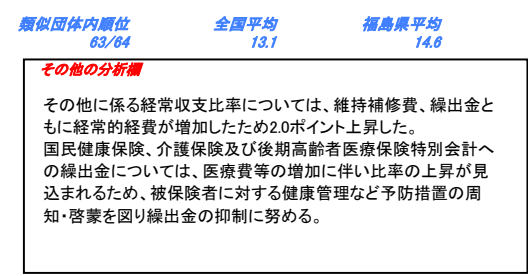 類似団体内順位 全国平均 福島県平均
63/64 13.1 14.6
その他の分析欄
その他に係る経常収支比率については、維持補修費、繰出金と
もに経常的経費が増加したため2.0ポイント上昇した。
国民健康保険、介護保険及び後期高齢者医療保険特別会計へ
の繰出金については、医療費等の増加に伴い比率の上昇が見
込まれるため、被保険者に対する健康管理など予防措置の周
知・啓蒙を図り繰出金の抑制に努める。